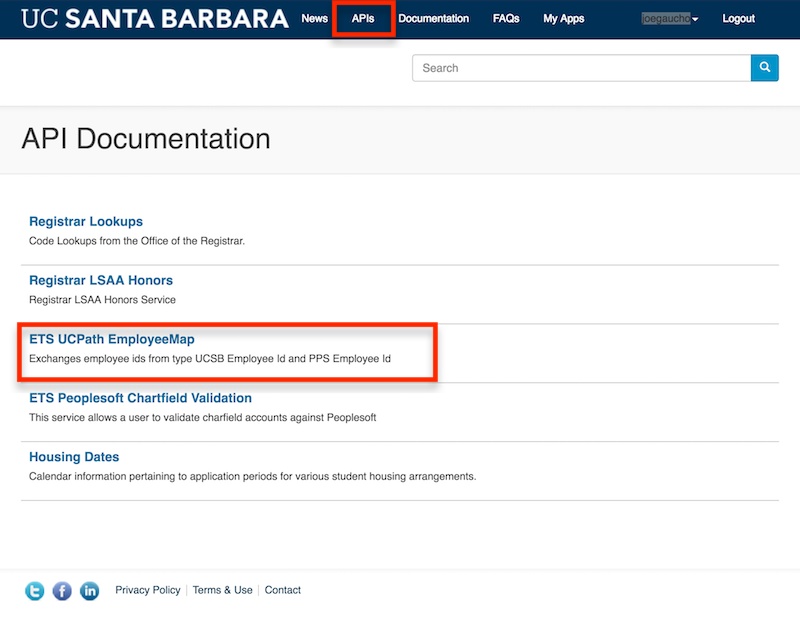 UC SANTA BARBARA News APIs Documentation FAQs My Apps joegaucho Logout
Search
API Documentation
Registrar Lookups
Code Lookups from the Office of the Registrar.
Registrar LSAA Honors
Registrar LSAA Honors Service
ETS UCPath EmployeeMap
Exchanges employee ids from type UCSB Employee Id and PPS Employee Id
ETS Peoplesoft Chartfield Validation
This service allows a user to validate charfield accounts against Peoplesoft
Housing Dates
Calendar information pertaining to application periods for various student housing arrangements.
t f in Privacy Policy Terms & Use Contact